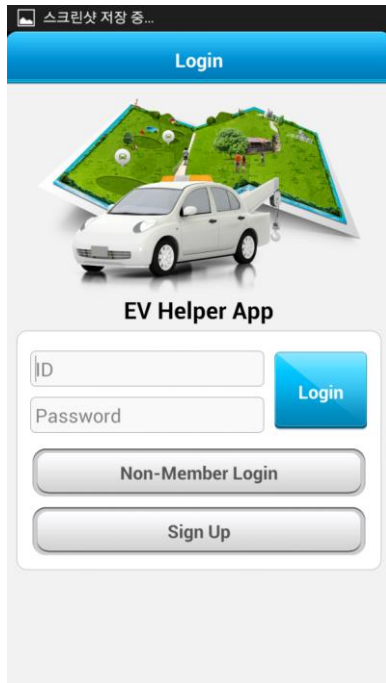 스크린샷 저장 중...
Login
EV Helper App
ID
Login
Password
Non-Member Login
Sign Up